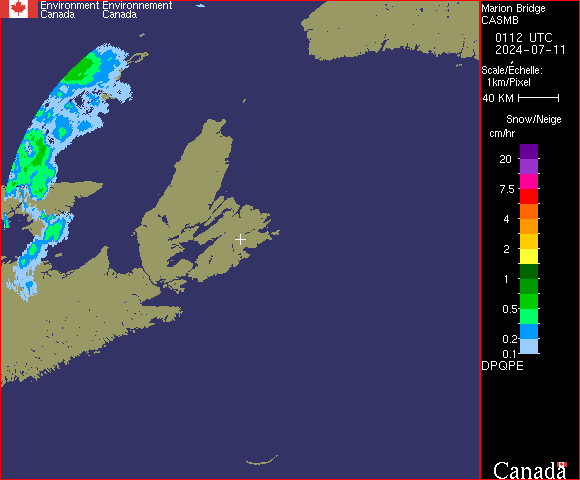 Environment Environnement
Canada Canada
Marion Bridge
CASMB
0112 UTC
2024-07-11
Scale/Échelle:
1km/Pixel
40 KM
Snow/Neige
cm/hr
20
7.5
4
2
1
0.5
0.2
0.1
DPQPE
Canada